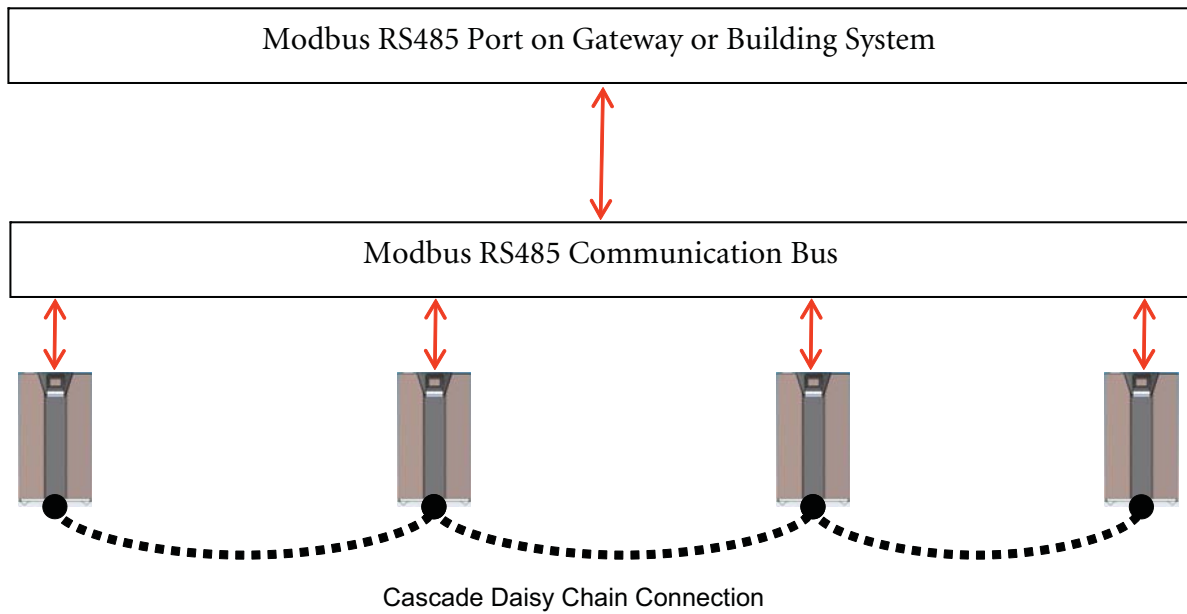 Modbus RS485 Port on Gateway or Building System
Modbus RS485 Communication Bus
Cascade Daisy Chain Connection